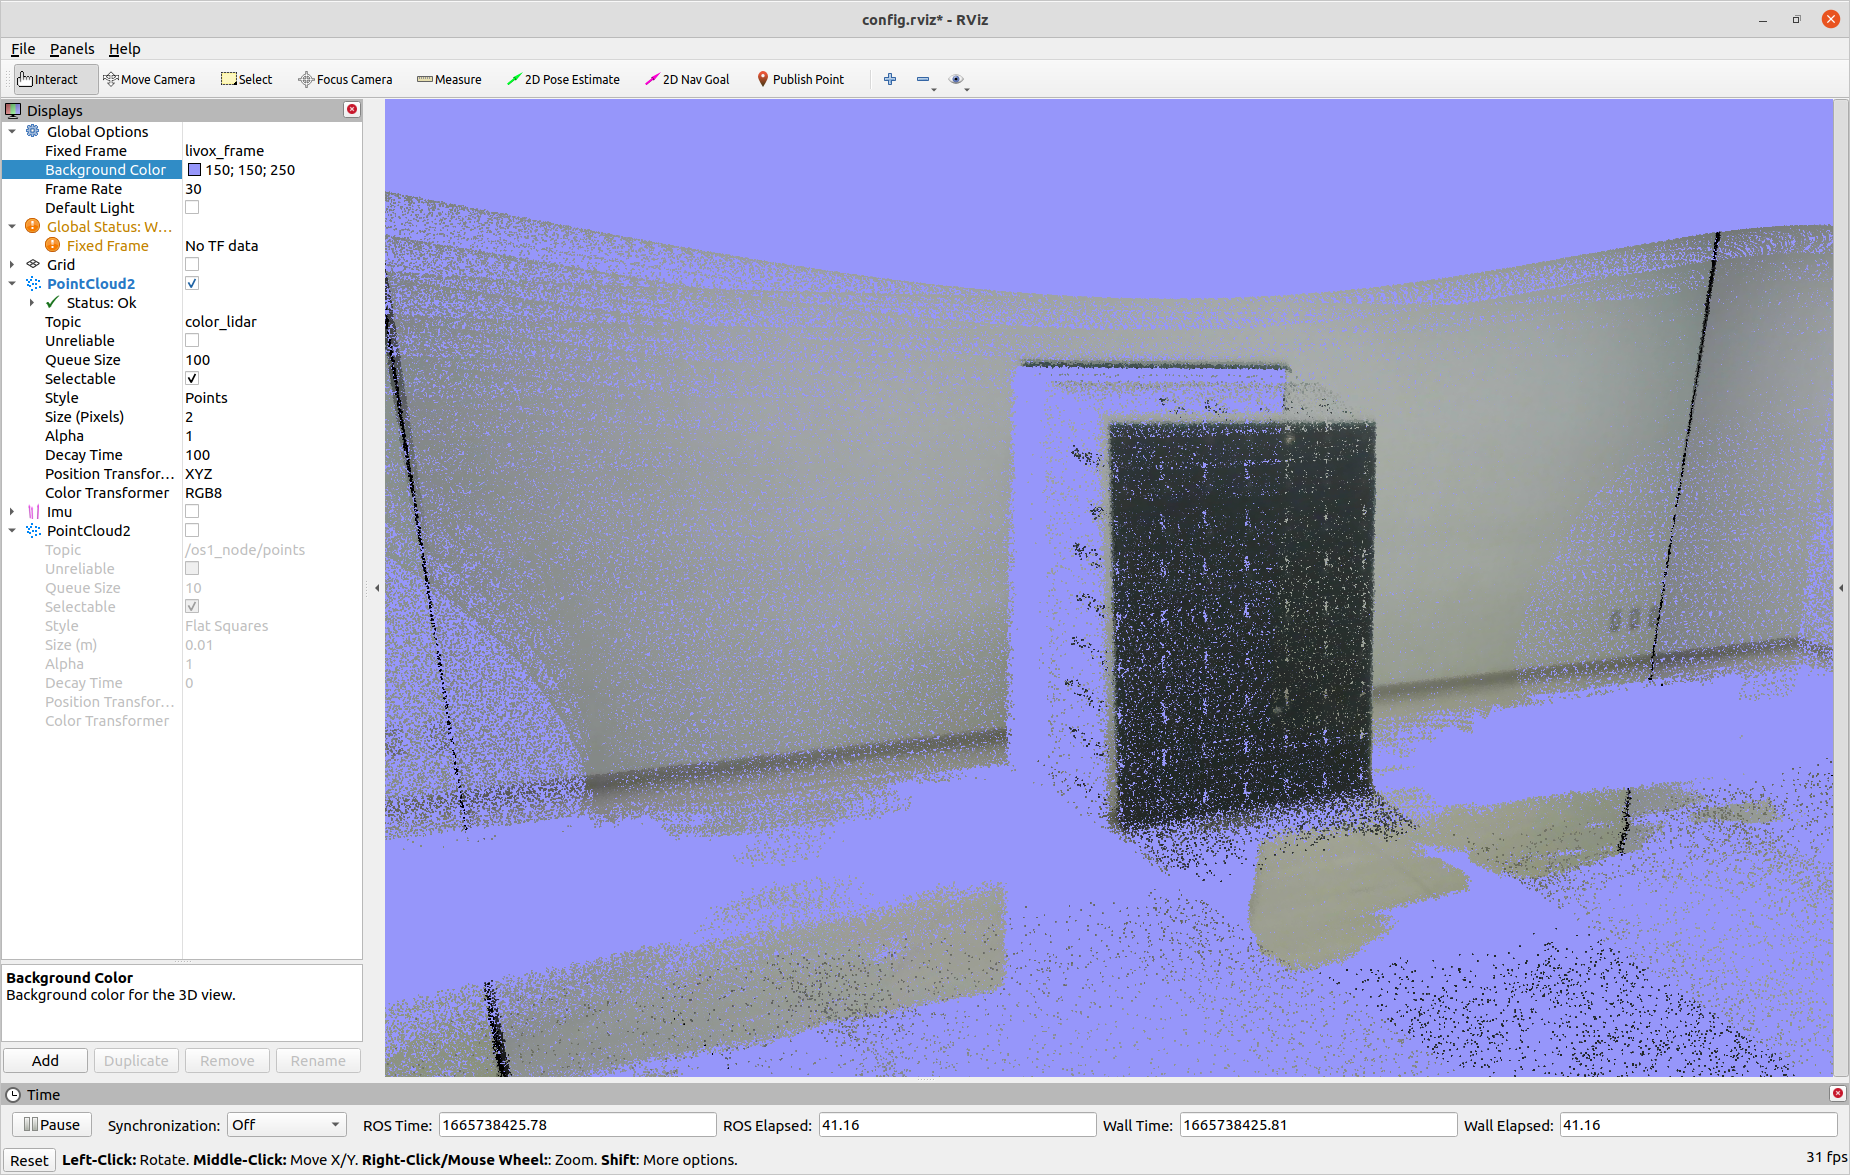 config.rviz* - RViz
File Panels Help
Interact Move Camera Select Focus Camera Measure 2D Pose Estimate 2D Nav Goal Publish Point
Displays
Global Options
Fixed Frame livox_frame
Background Color 150; 150; 250
Frame Rate 30
Default Light
Global Status: W...
Fixed Frame No TF data
Grid
PointCloud2
Status: Ok
Topic color_lidar
Unreliable
Queue Size 100
Selectable
Style Points
Size (Pixels) 2
Alpha 1
Decay Time 100
Position Transfor... XYZ
Color Transformer RGB8
Imu
PointCloud2
Topic /os1_node/points
Unreliable
Queue Size 10
Selectable
Style Flat Squares
Size (m) 0.01
Alpha 1
Decay Time 0
Position Transfor...
Color Transformer
Background Color
Background color for the 3D view.
Add Duplicate Remove Rename
Time
Pause Synchronization: Off ROS Time: 1665738425.78 ROS Elapsed: 41.16 Wall Time: 1665738425.81 Wall Elapsed: 41.16
Reset Left-Click: Rotate. Middle-Click: Move X/Y. Right-Click/Mouse Wheel:: Zoom. Shift: More options. 31 fps